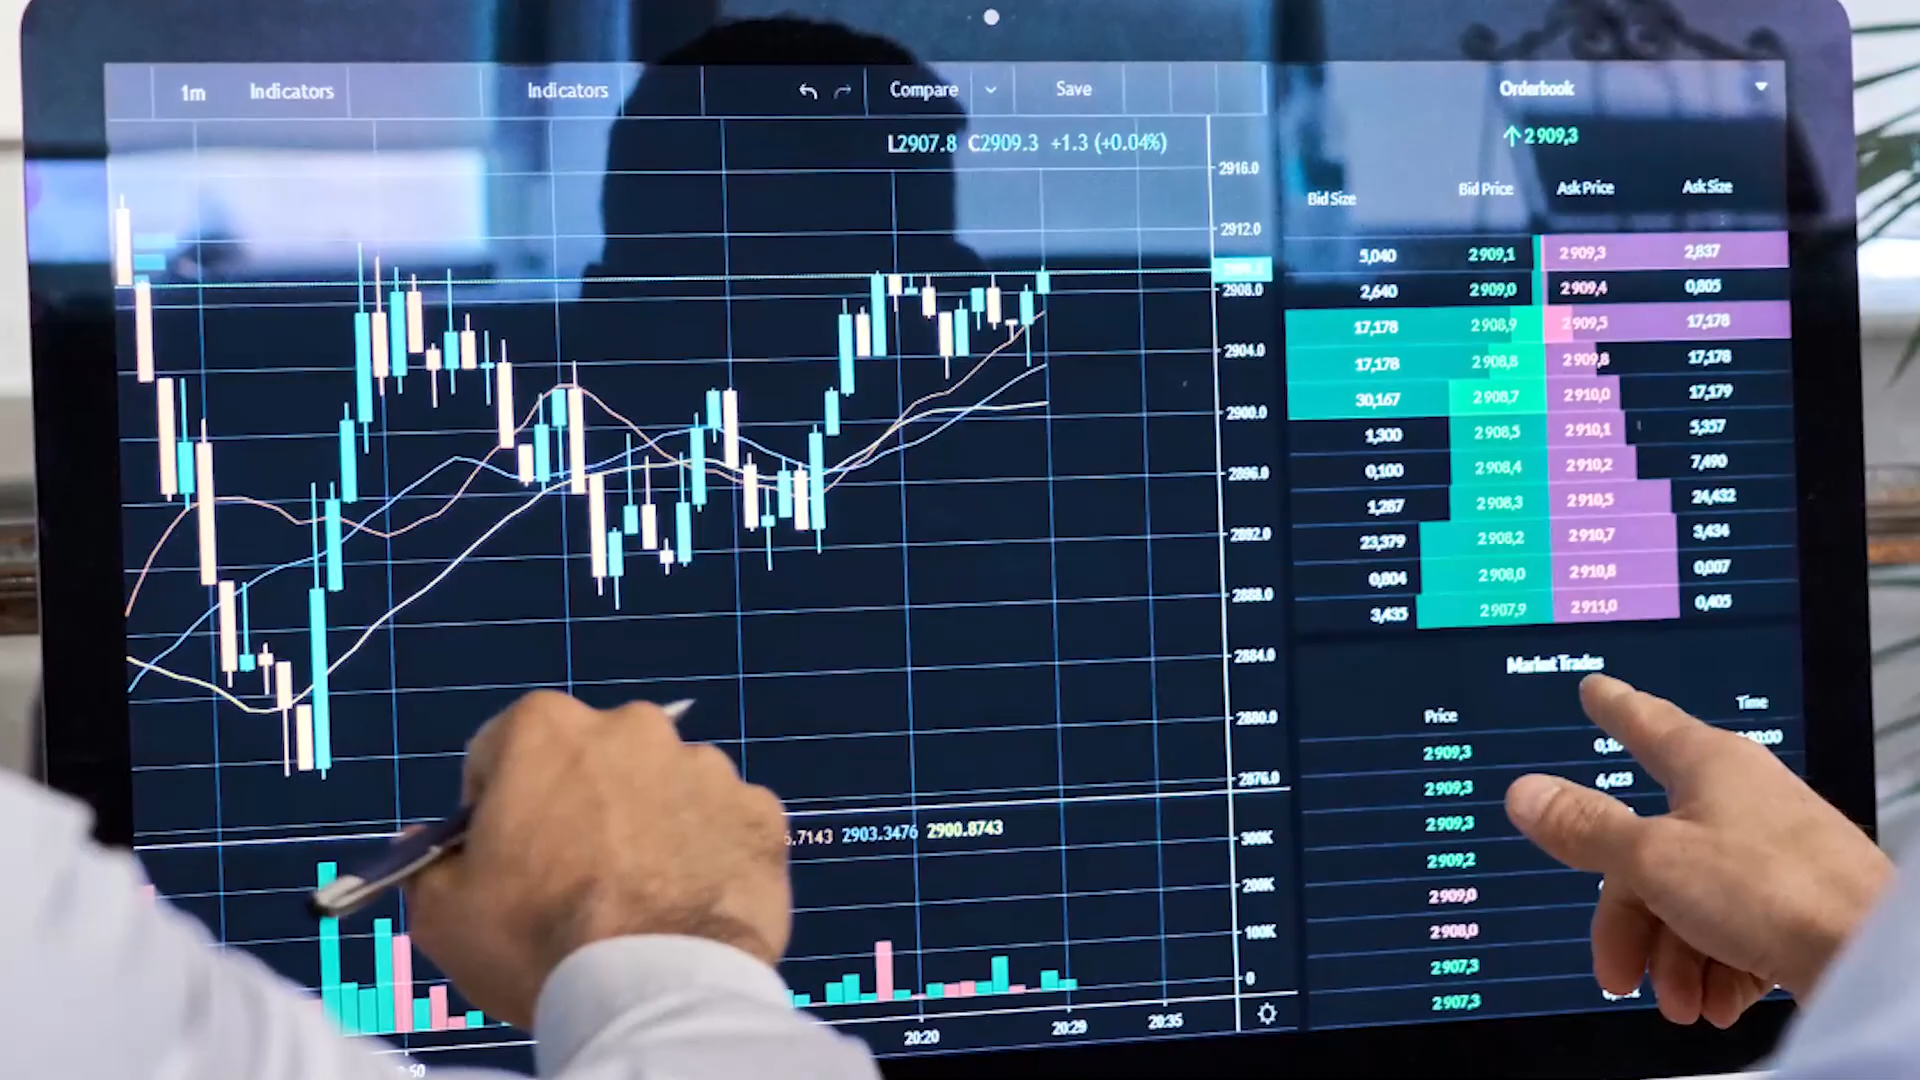 1m Indicators Indicators Compare Save
L2907.8 C2909.3 +1.3 (+0.04%)
2916.0
2912.0
2908.0
2904.0
2900.0
2896.0
2892.0
2888.0
2884.0
2880.0
2876.0
2903.3476 2900.8743
300K
200K
100K
0
20:20 20:29 20:35
Orderbook
↑2909,3
Bid Size Bid Price Ask Price Ask Size
5,040 2909,1 2909,3 2,837
2,640 2909,0 2909,4 0,805
17,178 2908,9 2909,5 17,178
17,178 2908,8 2909,8 17,178
30,167 2908,7 2910,0 17,179
1,300 2908,5 2910,1 5,357
0,100 2908,4 2910,2 7,490
1,287 2908,3 2910,5 24,432
23,379 2908,2 2910,7 3,434
0,804 2908,0 2910,8 0,007
3,435 2907,9 2911,0 0,405
Market Trades
Price Time
2909,3
2909,3 6,423
2909,3
2909,2
2909,0
2908,0
2907,3
2907,3